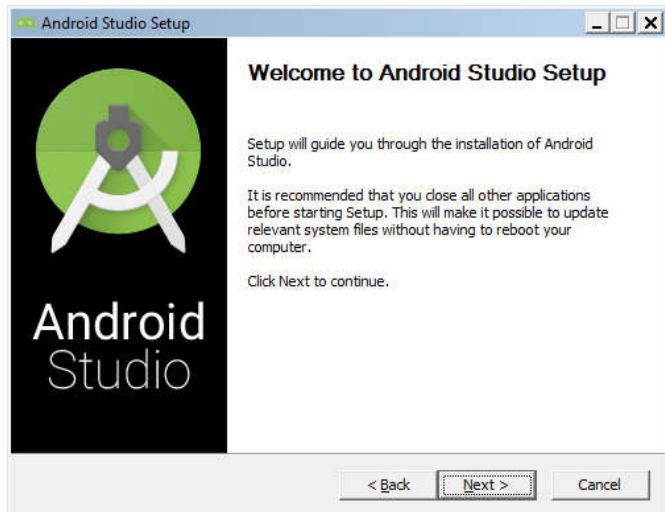 Android Studio Setup
Welcome to Android Studio Setup
Setup will guide you through the installation of Android
Studio.
It is recommended that you close all other applications
before starting Setup. This will make it possible to update
relevant system files without having to reboot your
computer.
Click Next to continue.
Android
Studio
< Back
Next >
Cancel